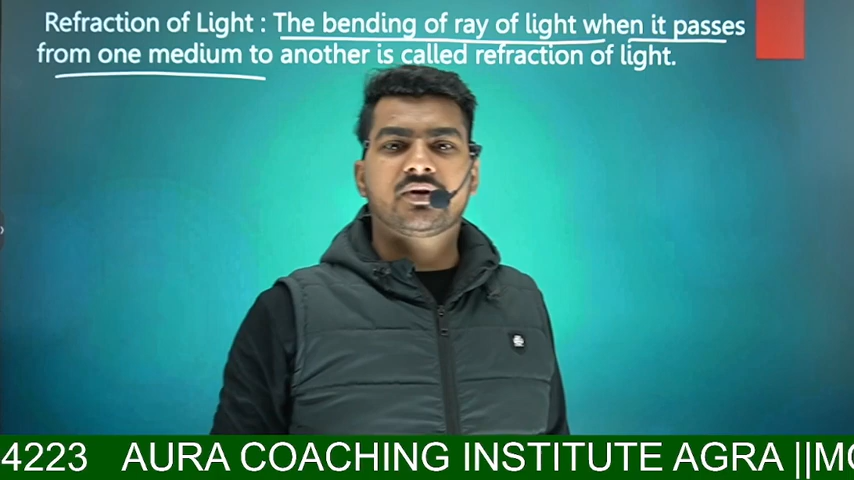 Refraction of Light : The bending of ray of light when it passes
from one medium to another is called refraction of light.
4223 AURA COACHING INSTITUTE AGRA ||MO